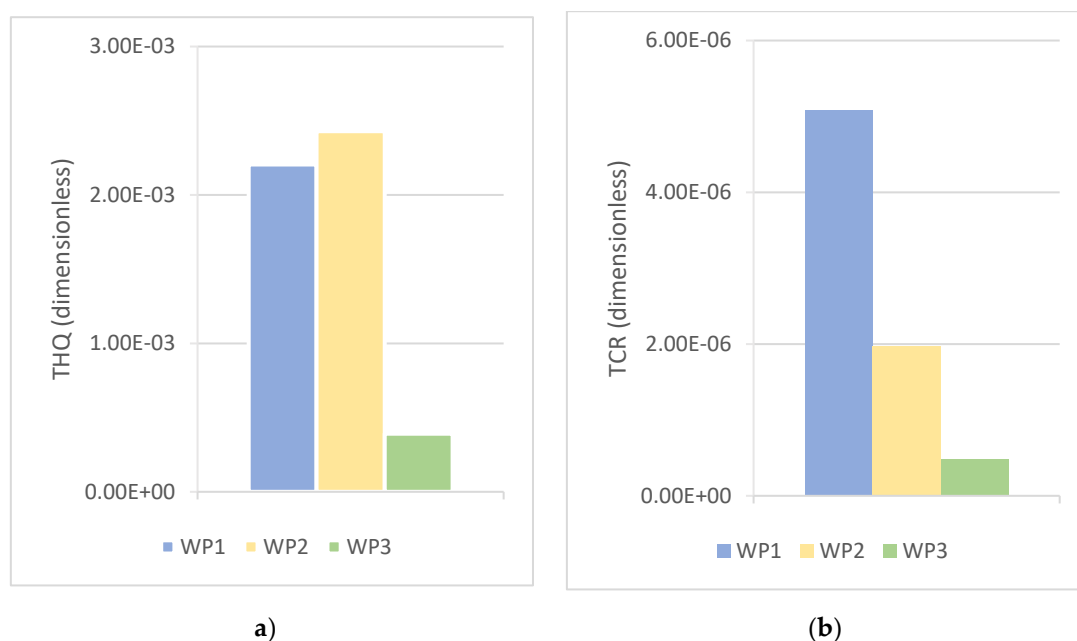 3.00E-03
2.00E-03
1.00E-03
0.00E+00
THQ (dimensionless)
WP1 WP2 WP3
a)
6.00E-06
4.00E-06
2.00E-06
0.00E+00
TCR (dimensionless)
WP1 WP2 WP3
(b)